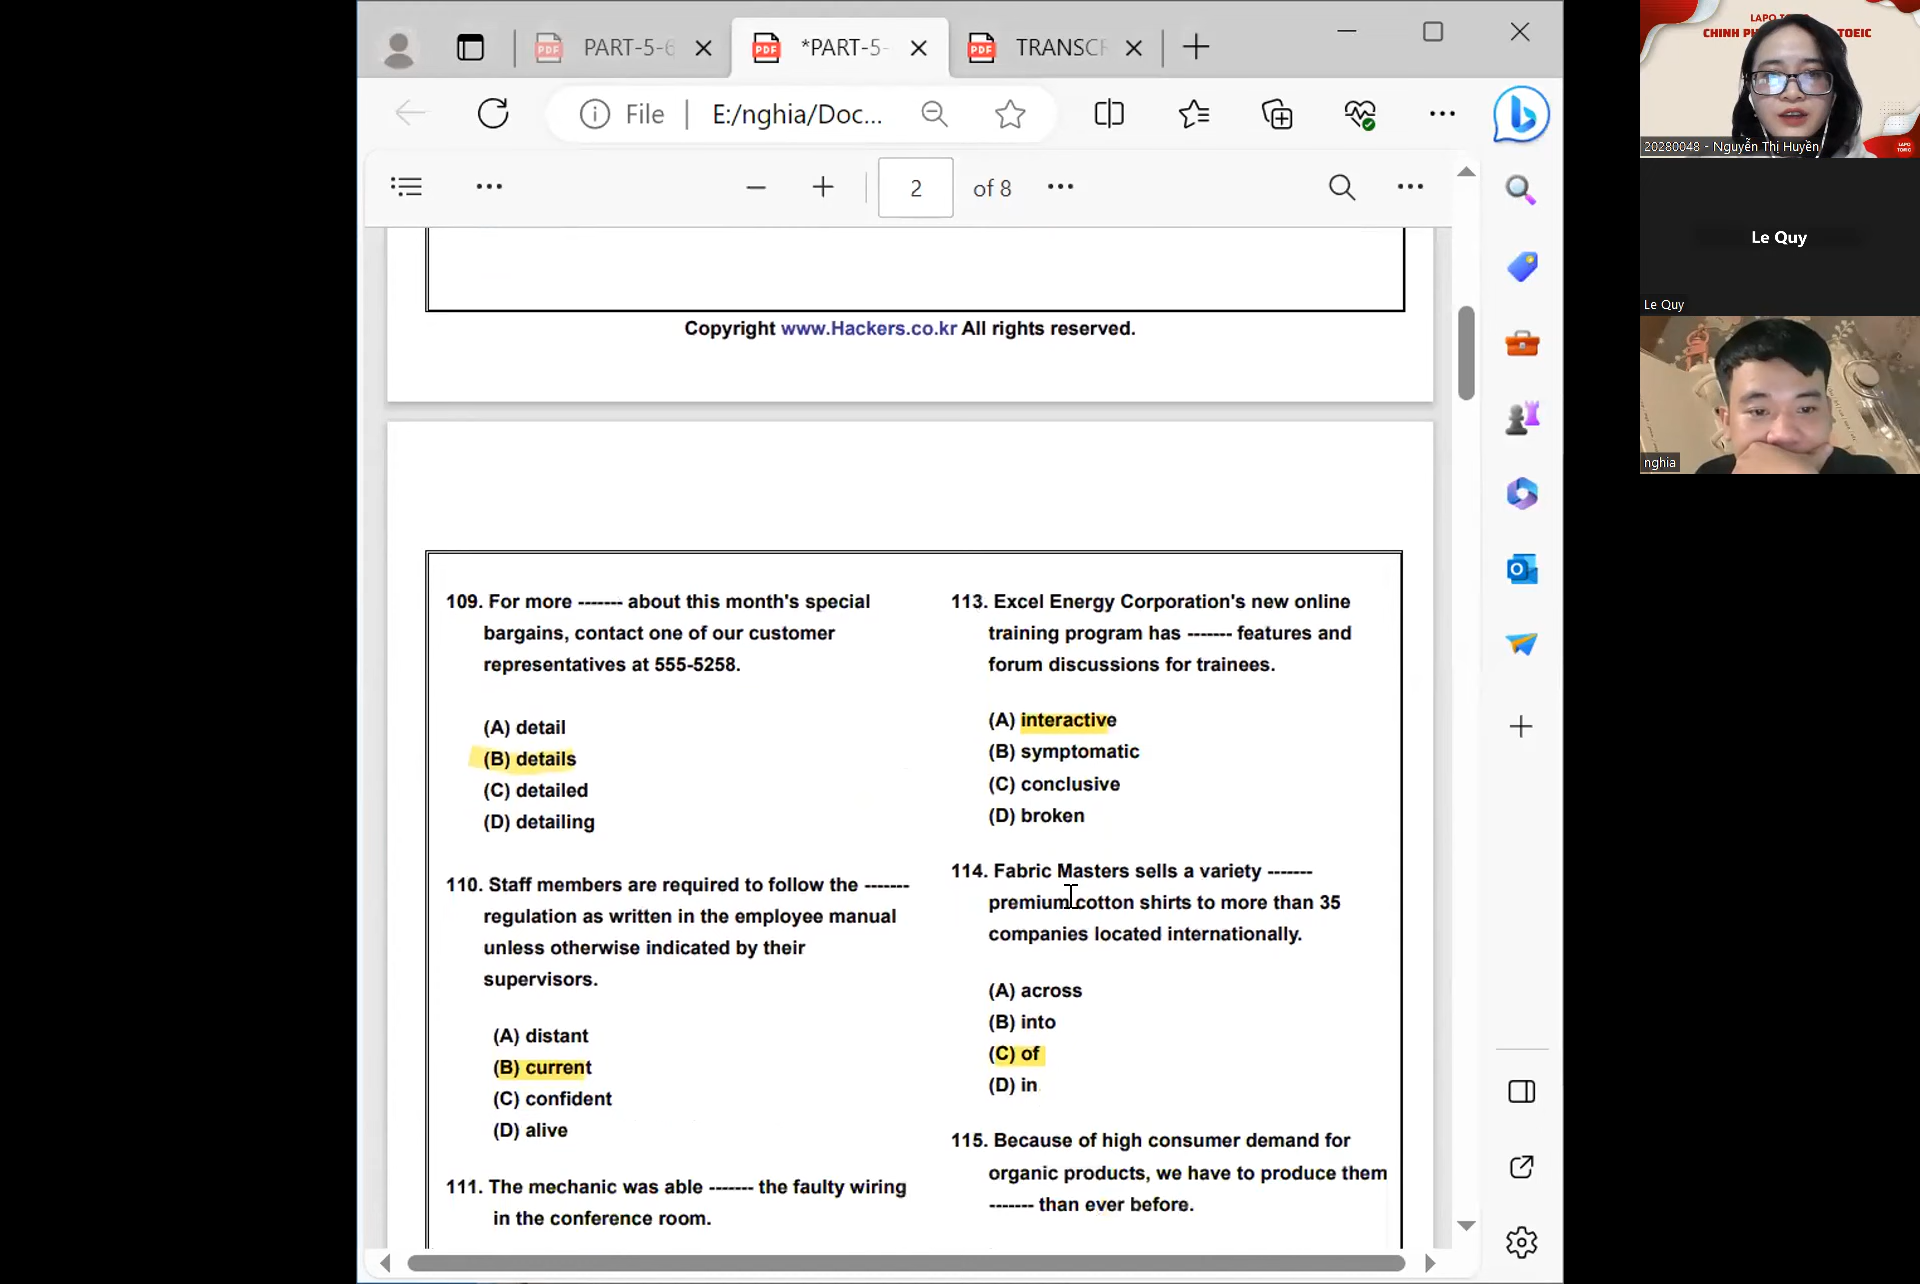 PART-5-6
*PART-5-
TRANSCR
File
E:/nghia/Doc...
2
of 8
Copyright www.Hackers.co.kr All rights reserved.
109. For more ------- about this month's special
bargains, contact one of our customer
representatives at 555-5258.
(A) detail
(B) details
(C) detailed
(D) detailing
110. Staff members are required to follow the -------
regulation as written in the employee manual
unless otherwise indicated by their
supervisors.
(A) distant
(B) current
(C) confident
(D) alive
111. The mechanic was able ------- the faulty wiring
in the conference room.
113. Excel Energy Corporation's new online
training program has ------- features and
forum discussions for trainees.
(A) interactive
(B) symptomatic
(C) conclusive
(D) broken
114. Fabric Masters sells a variety -------
premium cotton shirts to more than 35
companies located internationally.
(A) across
(B) into
(C) of
(D) in
115. Because of high consumer demand for
organic products, we have to produce them
------- than ever before.
LAPO
CHINH TOEIC
20280048 - Nguyễn Thị Huyền
Le Quy
Le Quy
nghia